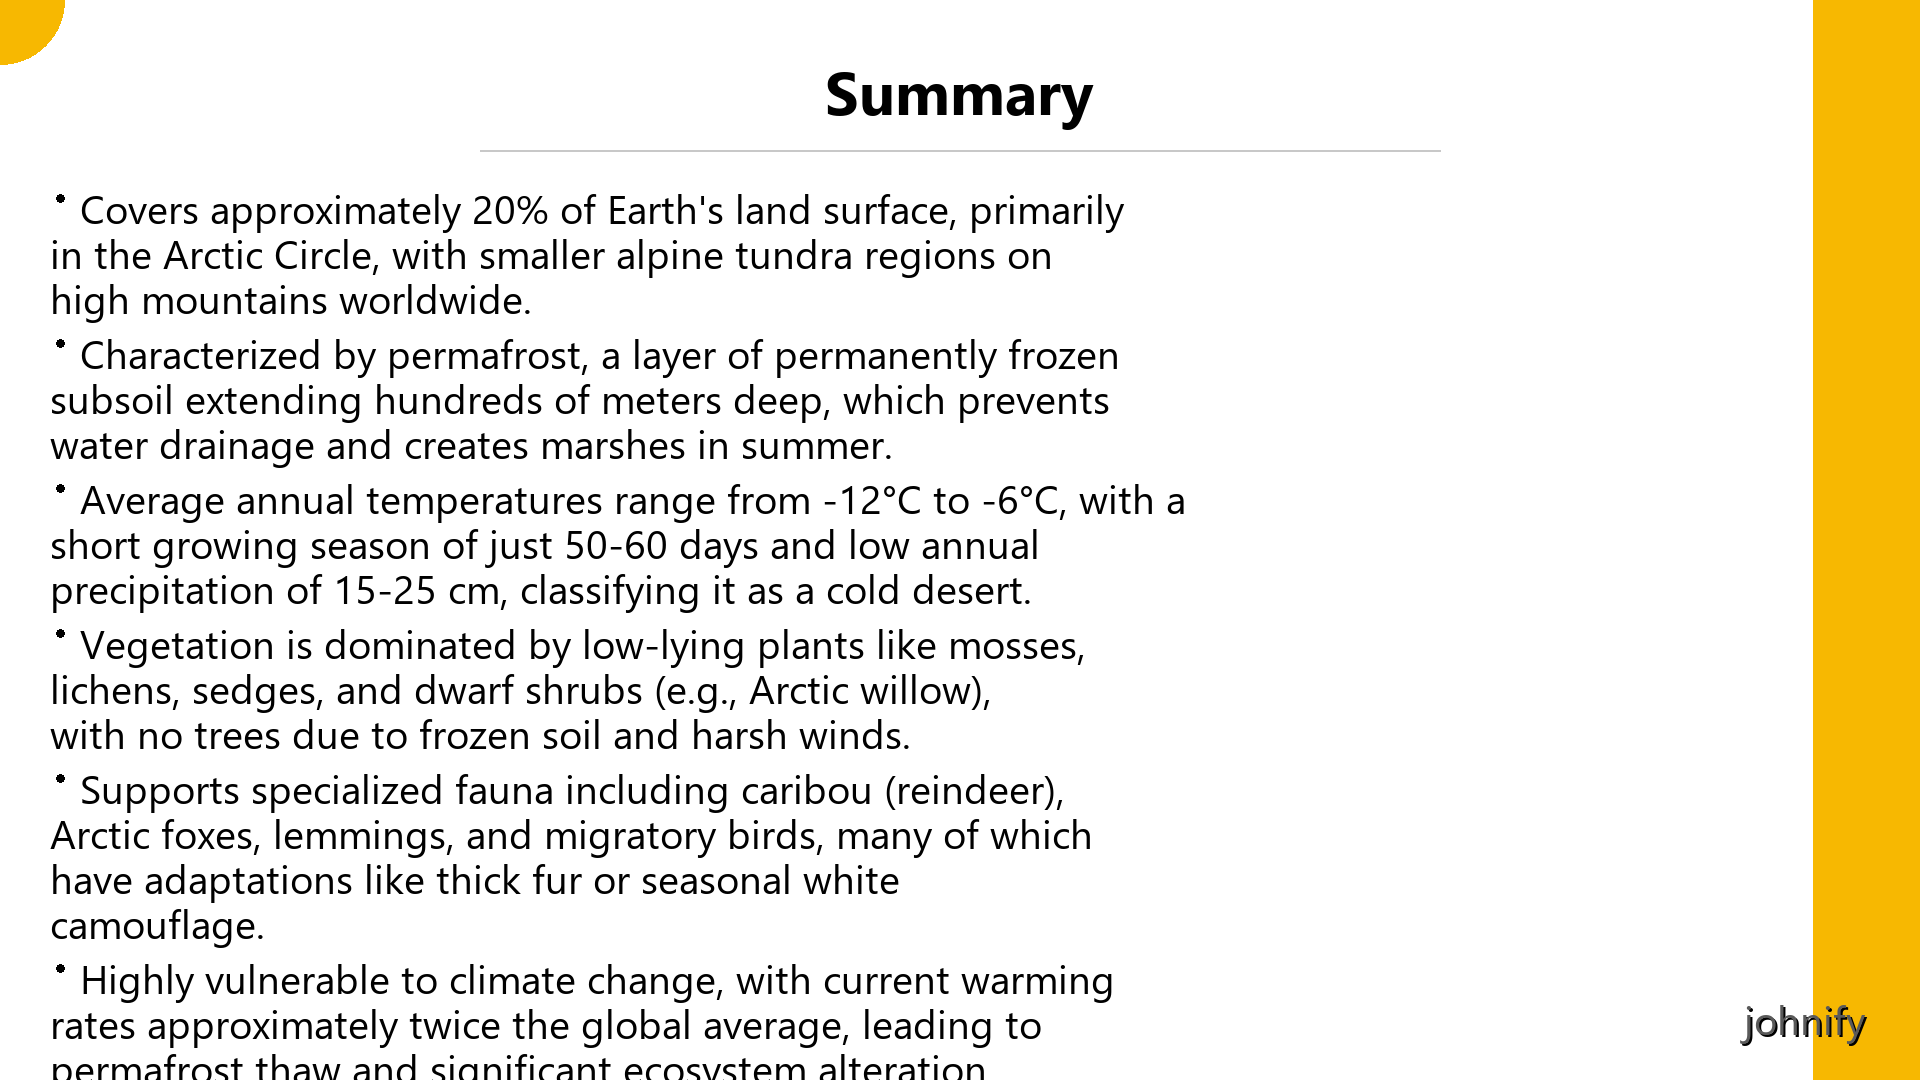 Summary
• Covers approximately 20% of Earth's land surface, primarily
in the Arctic Circle, with smaller alpine tundra regions on
high mountains worldwide.
• Characterized by permafrost, a layer of permanently frozen
subsoil extending hundreds of meters deep, which prevents
water drainage and creates marshes in summer.
• Average annual temperatures range from -12°C to -6°C, with a
short growing season of just 50-60 days and low annual
precipitation of 15-25 cm, classifying it as a cold desert.
• Vegetation is dominated by low-lying plants like mosses,
lichens, sedges, and dwarf shrubs (e.g., Arctic willow),
with no trees due to frozen soil and harsh winds.
• Supports specialized fauna including caribou (reindeer),
Arctic foxes, lemmings, and migratory birds, many of which
have adaptations like thick fur or seasonal white
camouflage.
• Highly vulnerable to climate change, with current warming
rates approximately twice the global average, leading to
permafrost thaw and significant ecosystem alteration
johnify